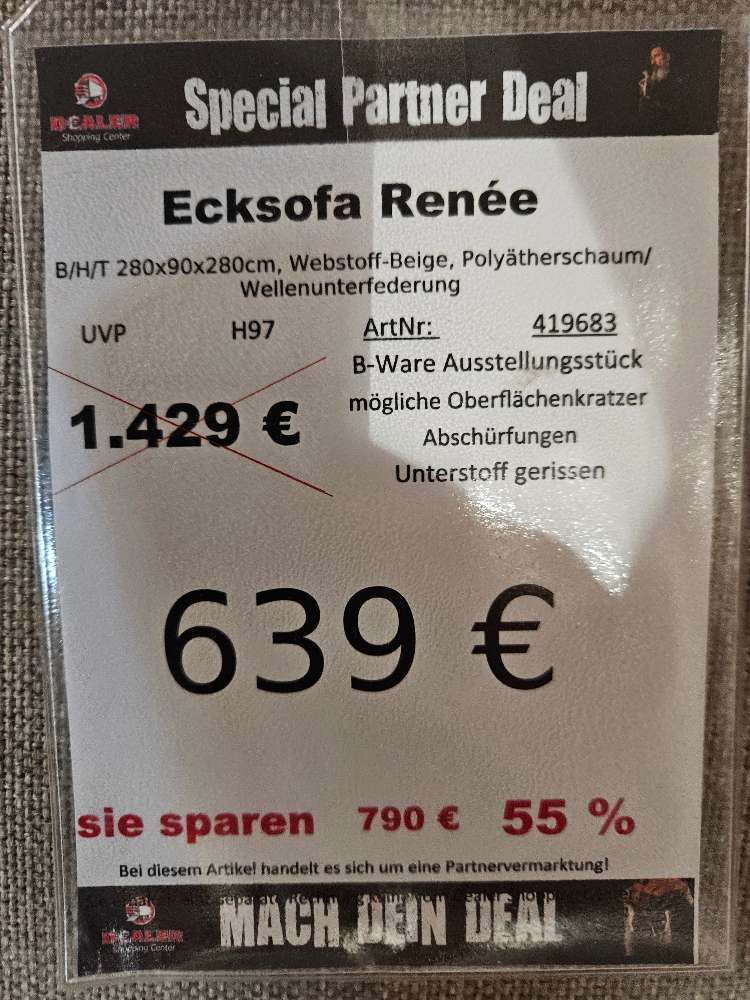 DEALER
Shopping Center
Special Partner Deal
Ecksofa Renée
B/H/T 280x90x280cm, Webstoff-Beige, Polyätherschaum/
Wellenunterfederung
UVP H97 ArtNr: 419683
B-Ware Ausstellungsstück
1.429 €
mögliche Oberflächenkratzer
Abschürfungen
Unterstoff gerissen
639 €
sie sparen 790 € 55 %
Bei diesem Artikel handelt es sich um eine Partnervermarktung!
DEALER
Shopping Center
MACH DEIN DEAL